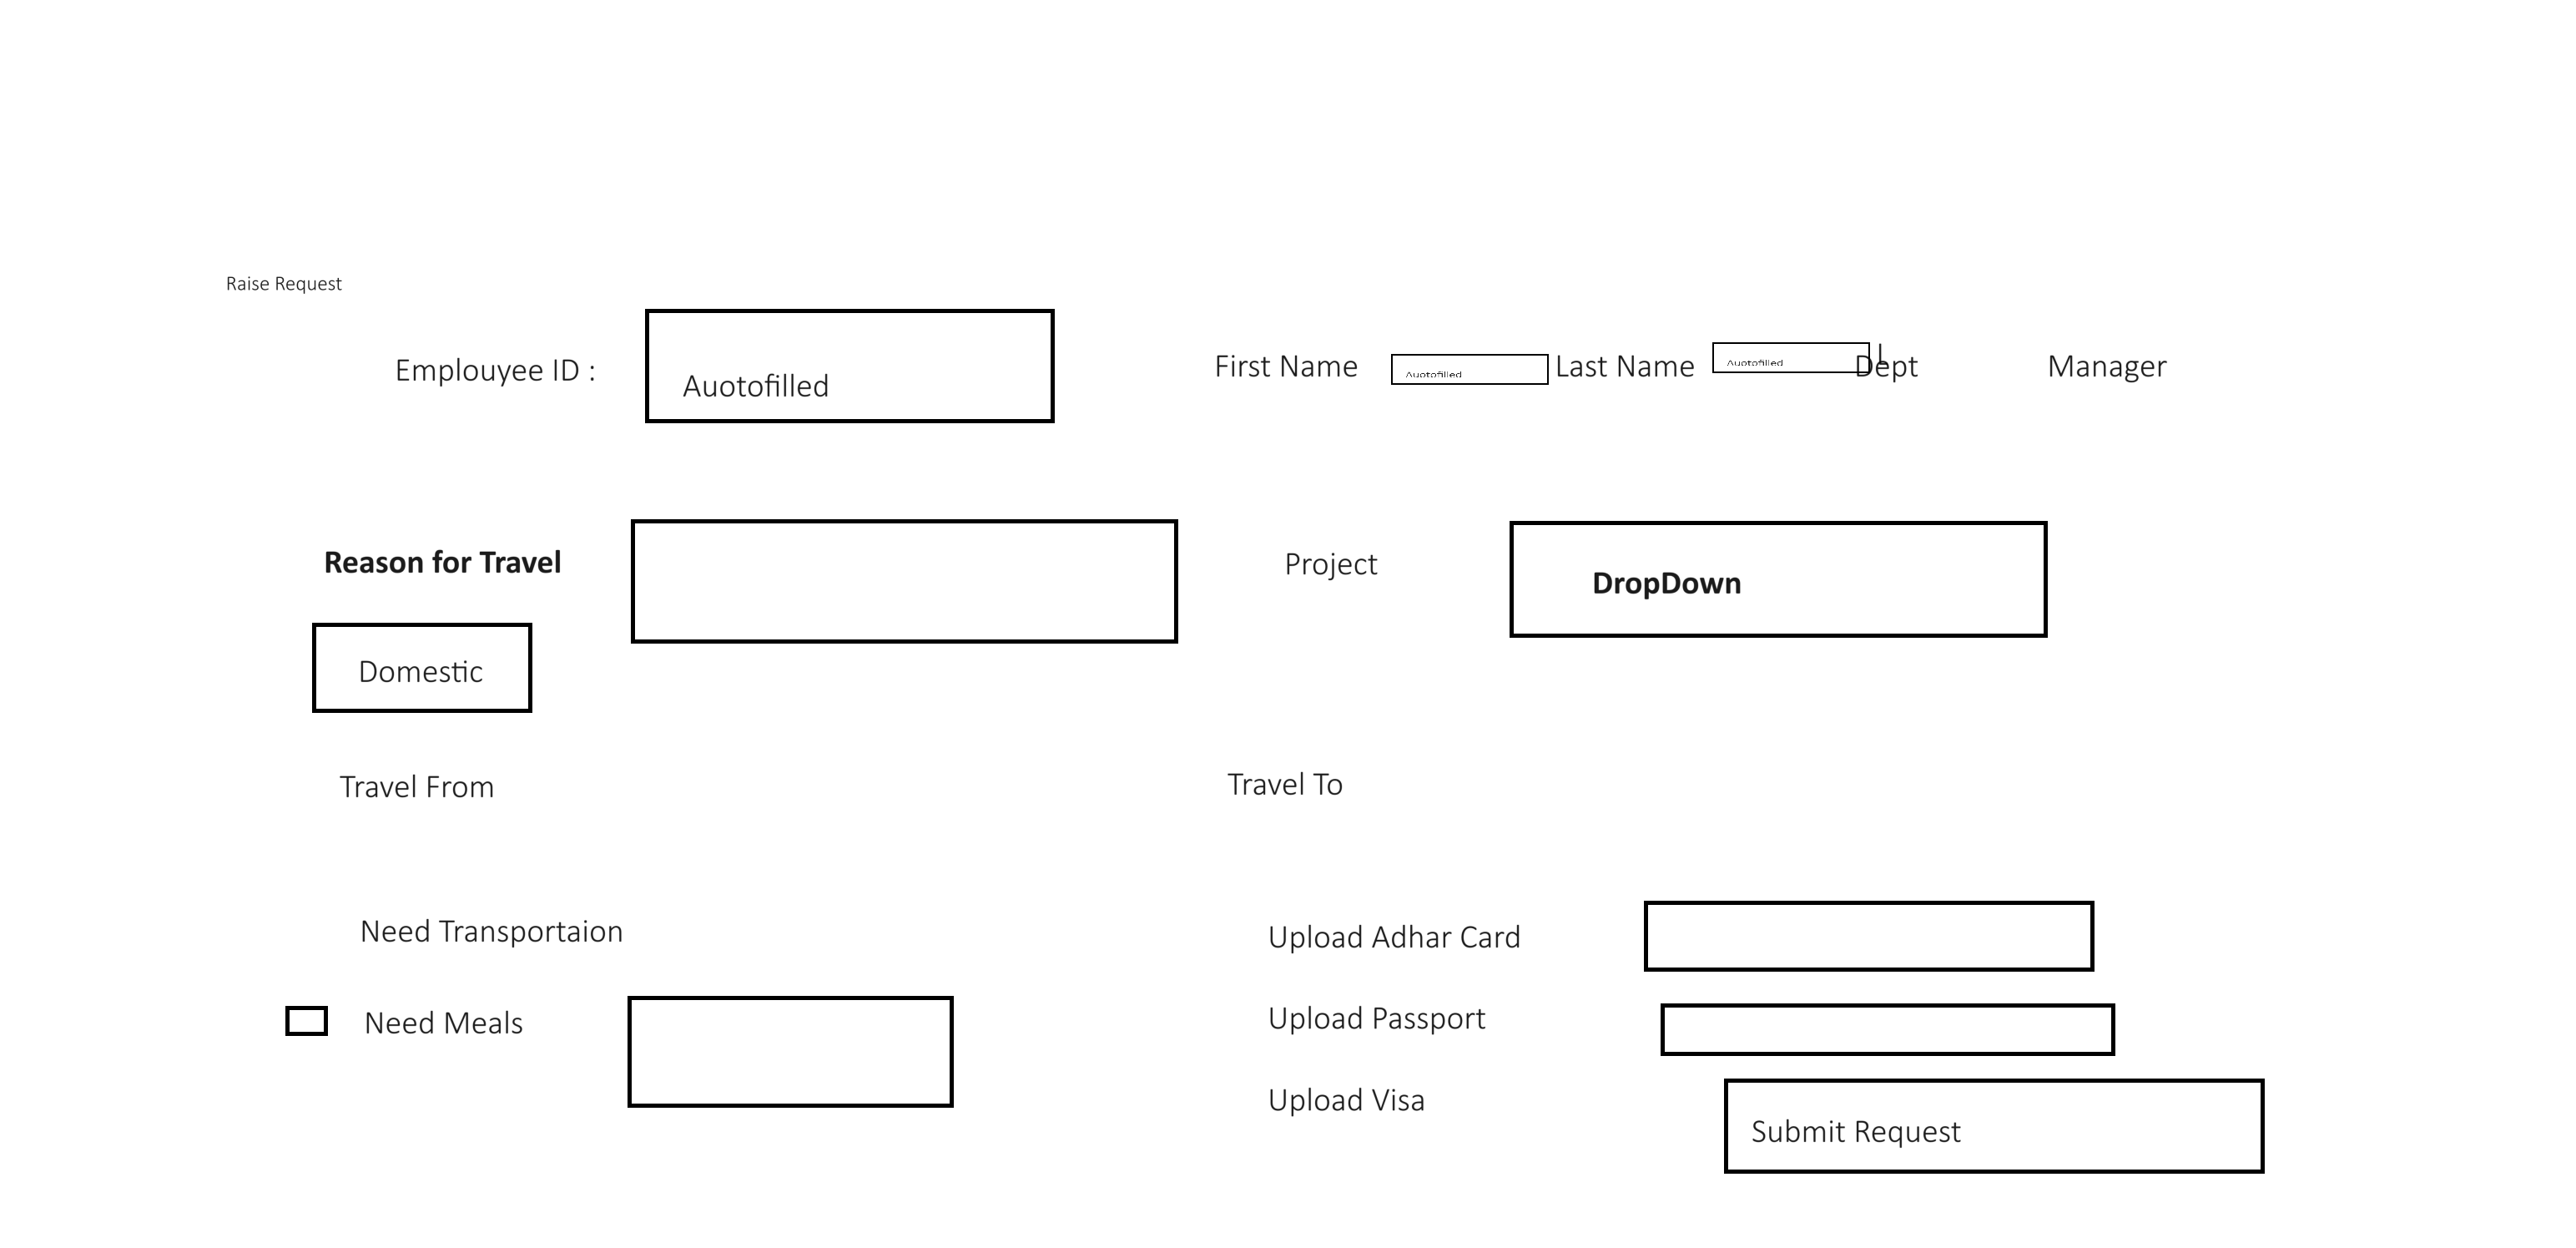 Raise Request
Emplouyee ID :
Auotofilled
First Name
Auotofilled
Last Name
Auotofilled
Dept
Manager
Reason for Travel
Project
DropDown
Domestic
Travel From
Travel To
Need Transportaion
Upload Adhar Card
Need Meals
Upload Passport
Upload Visa
Submit Request